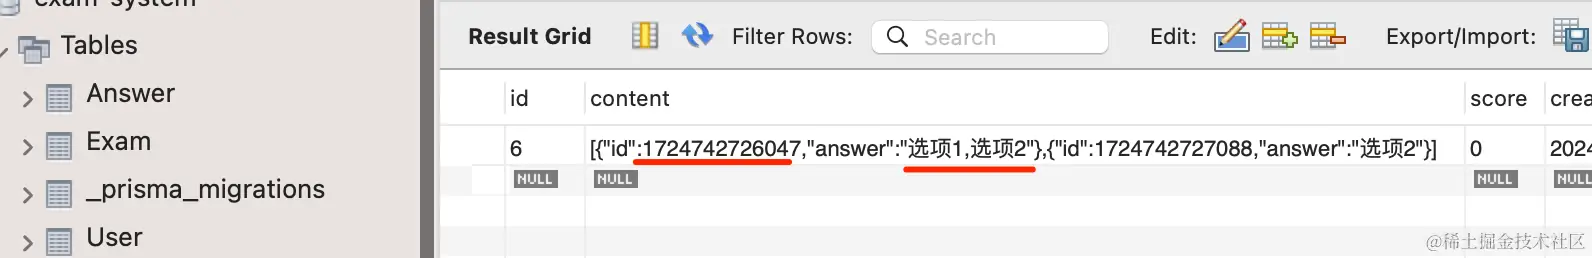 exam-system
Tables
Answer
Exam
_prisma_migrations
User
Result Grid Filter Rows: Search Edit: Export/Import:
id content score crea
6 [{"id":1724742726047,"answer":"选项1,选项2"},{"id":1724742727088,"answer":"选项2"}] 0 2024
NULL NULL NULL NULL
@稀土掘金技术社区